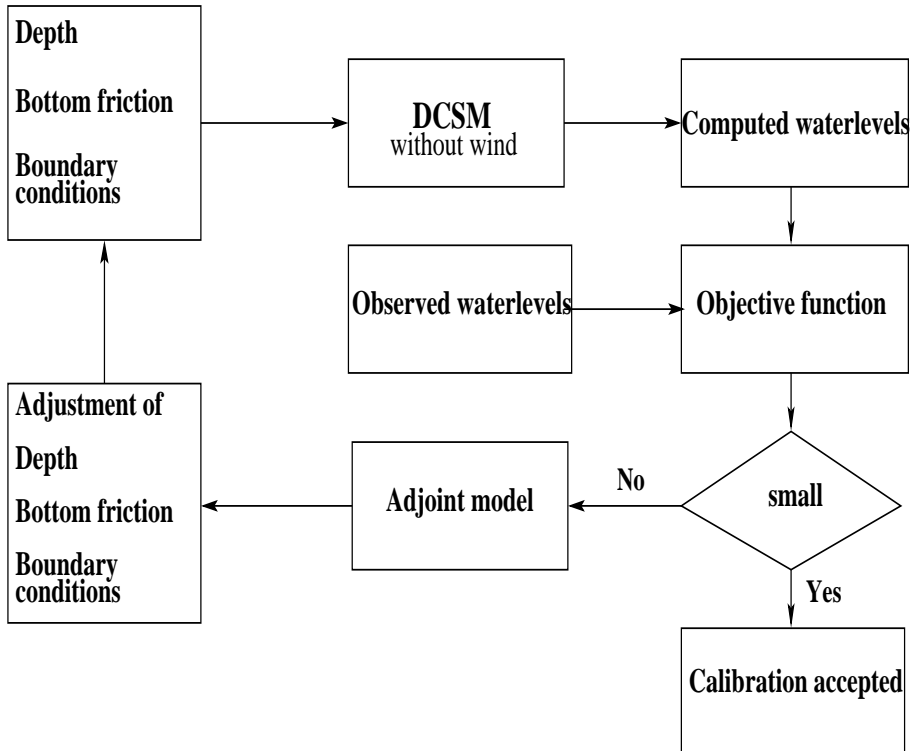 Depth
Bottom friction
Boundary
conditions
DCSM
without wind
Computed waterlevels
Observed waterlevels
Objective function
Adjustment of
Depth
Bottom friction
Boundary
conditions
Adjoint model
No
small
Yes
Calibration accepted